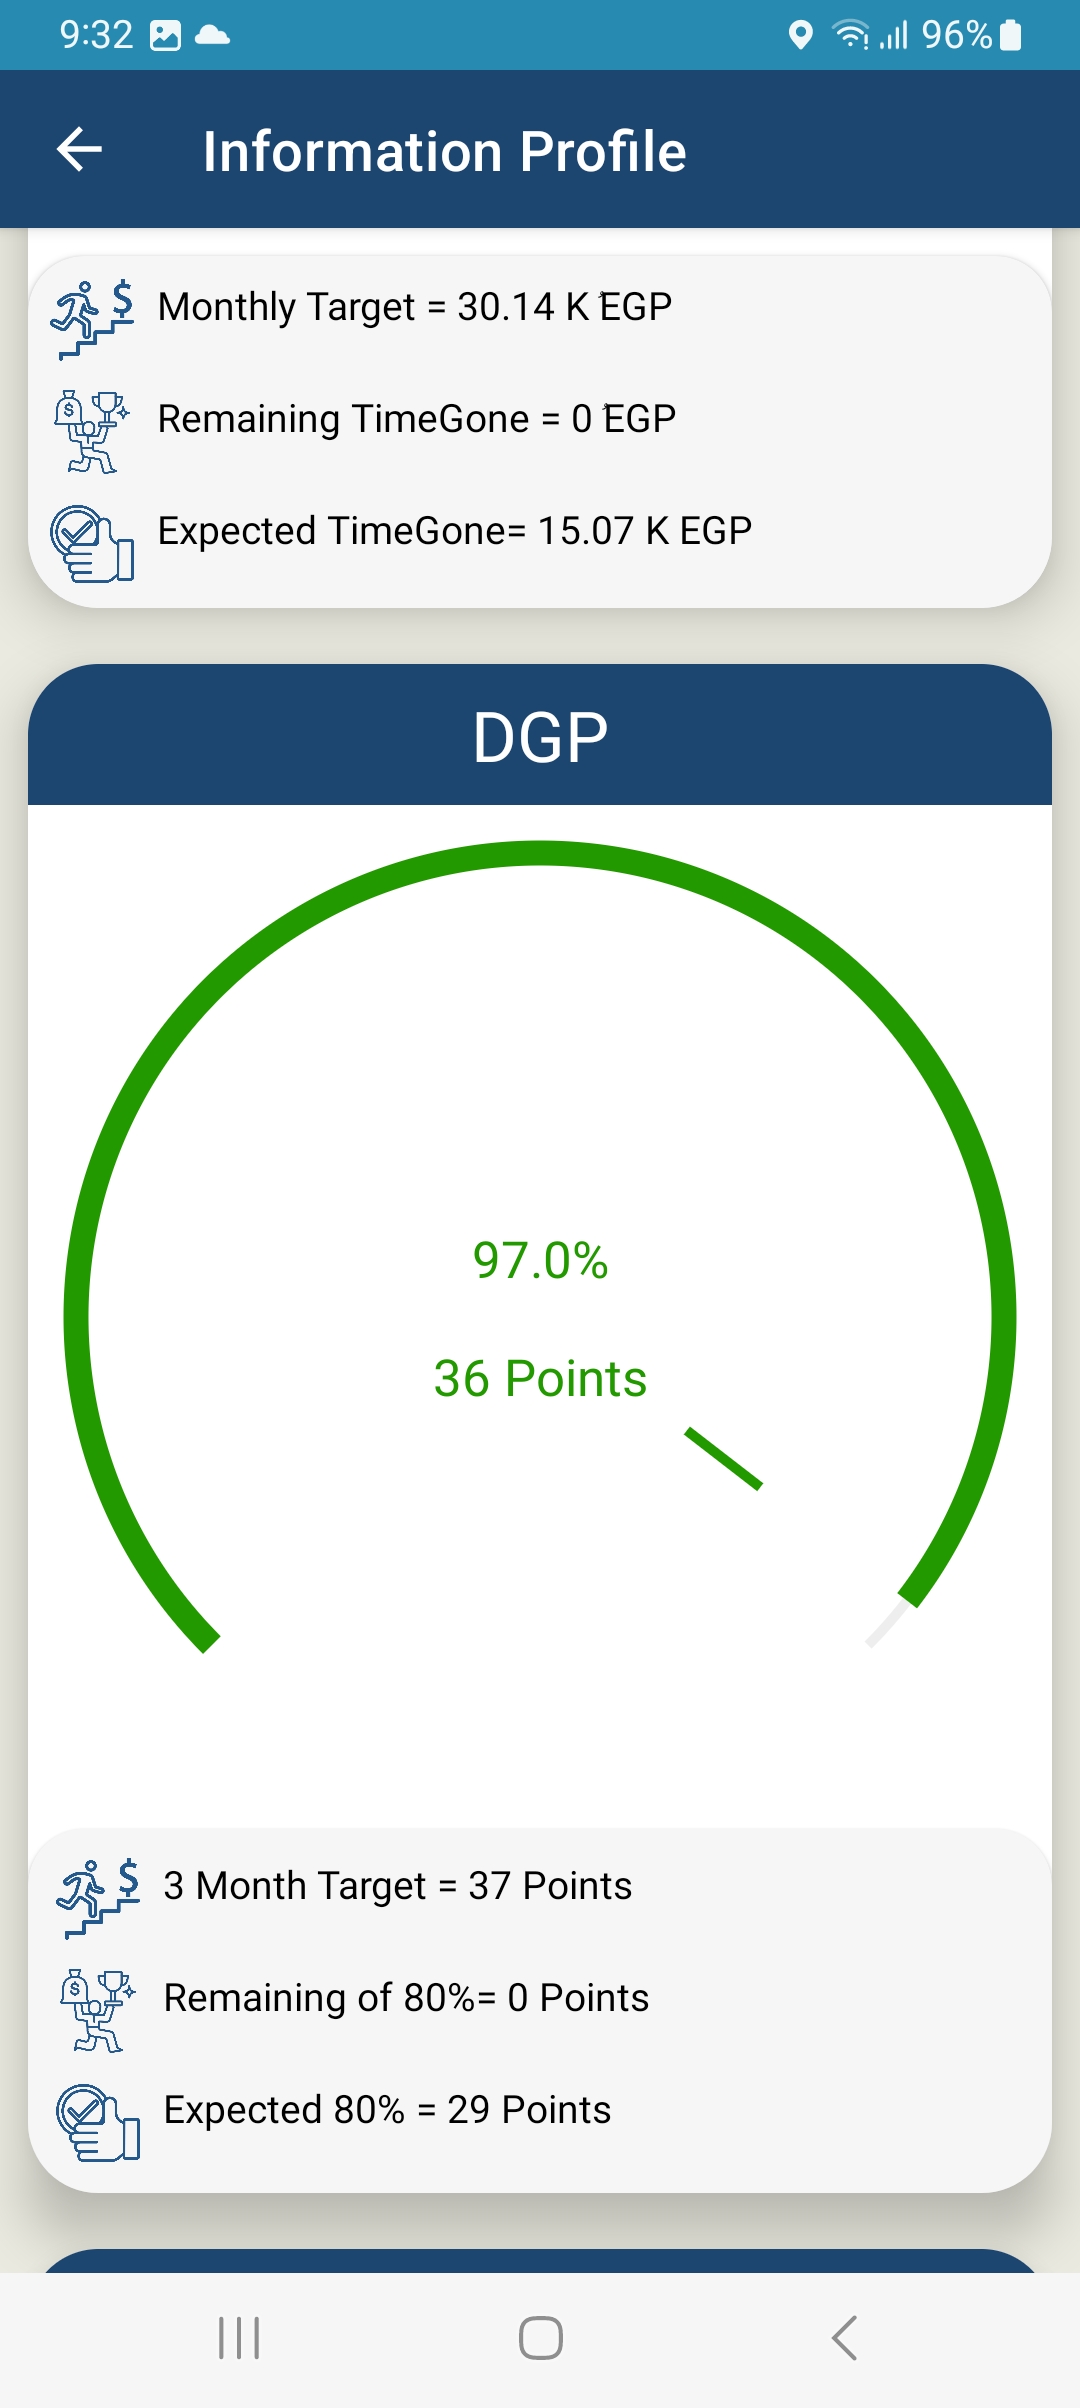 9:32 96%
Information Profile
Monthly Target = 30.14 K EGP
Remaining TimeGone = 0 EGP
Expected TimeGone= 15.07 K EGP
DGP
97.0%
36 Points
3 Month Target = 37 Points
Remaining of 80%= 0 Points
Expected 80% = 29 Points